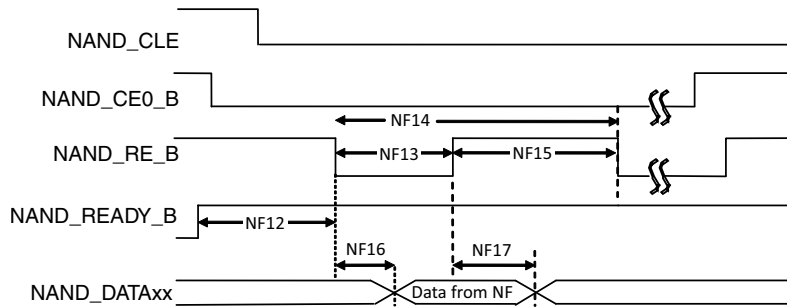 NAND_CLE
NAND_CE0_B
NF14
NAND_RE_B
NF13
NF15
NAND_READY_B
NF12
NF16
NF17
NAND_DATAxx
Data from NF